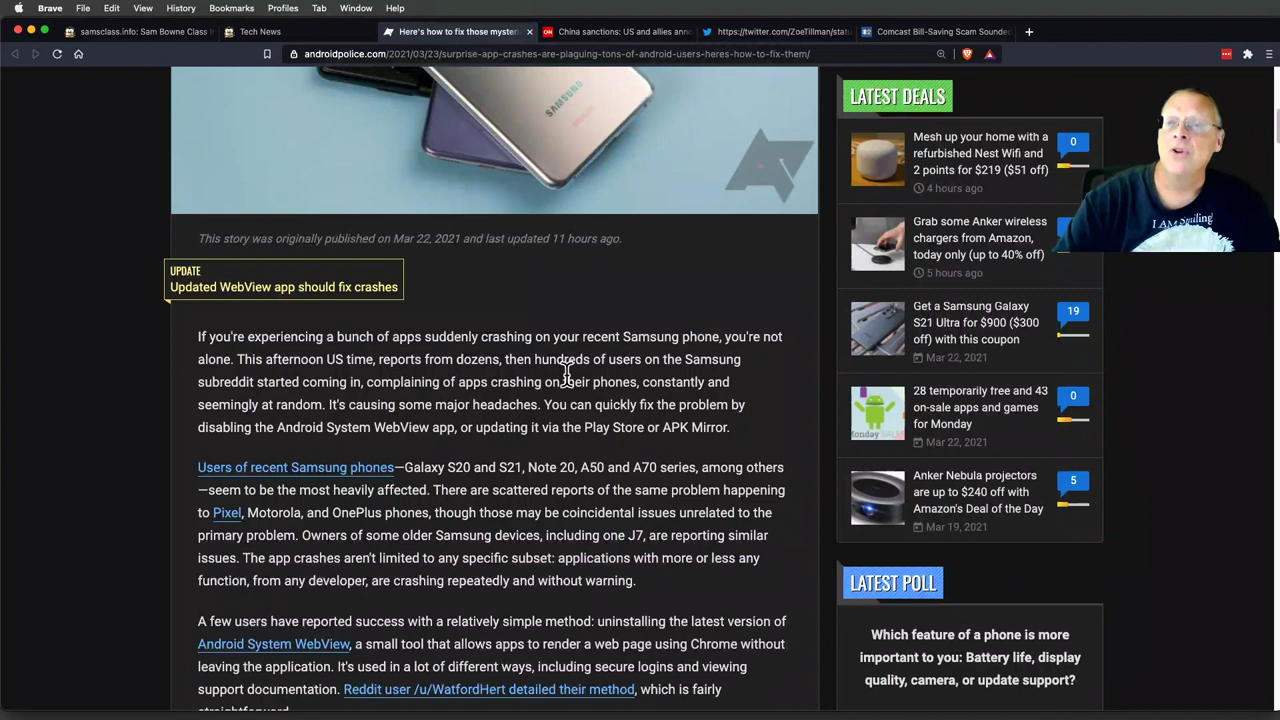 Brave File Edit View History Bookmarks Profiles Tab Window Help
samsclass.info: Sam Bowne Class I
Tech News
Here's how to fix those mysteri
China sanctions: US and allies ann
https://twitter.com/ZoeTillman/stat
Comcast Bill-Saving Scam Sounded
androidpolice.com/2021/03/23/surprise-app-crashes-are-plaguing-tons-of-android-users-heres-how-to-fix-them/
SAMSUNG
This story was originally published on Mar 22, 2021 and last updated 11 hours ago.
UPDATE
Updated WebView app should fix crashes
If you're experiencing a bunch of apps suddenly crashing on your recent Samsung phone, you're not
alone. This afternoon US time, reports from dozens, then hundreds of users on the Samsung
subreddit started coming in, complaining of apps crashing on their phones, constantly and
seemingly at random. It's causing some major headaches. You can quickly fix the problem by
disabling the Android System WebView app, or updating it via the Play Store or APK Mirror.
Users of recent Samsung phones—Galaxy S20 and S21, Note 20, A50 and A70 series, among others
—seem to be the most heavily affected. There are scattered reports of the same problem happening
to Pixel, Motorola, and OnePlus phones, though those may be coincidental issues unrelated to the
primary problem. Owners of some older Samsung devices, including one J7, are reporting similar
issues. The app crashes aren't limited to any specific subset: applications with more or less any
function, from any developer, are crashing repeatedly and without warning.
A few users have reported success with a relatively simple method: uninstalling the latest version of
Android System WebView, a small tool that allows apps to render a web page using Chrome without
leaving the application. It's used in a lot of different ways, including secure logins and viewing
support documentation. Reddit user /u/WatfordHert detailed their method, which is fairly
straightforward.
LATEST DEALS
Mesh up your home with a
refurbished Nest Wifi and
2 points for $219 ($51 off)
4 hours ago
0
Grab some Anker wireless
chargers from Amazon,
today only (up to 40% off)
5 hours ago
Get a Samsung Galaxy
S21 Ultra for $900 ($300
off) with this coupon
Mar 22, 2021
19
28 temporarily free and 43
on-sale apps and games
for Monday
Mar 22, 2021
0
Anker Nebula projectors
are up to $240 off with
Amazon's Deal of the Day
Mar 19, 2021
5
LATEST POLL
Which feature of a phone is more
important to you: Battery life, display
quality, camera, or update support?
I AM Smiling